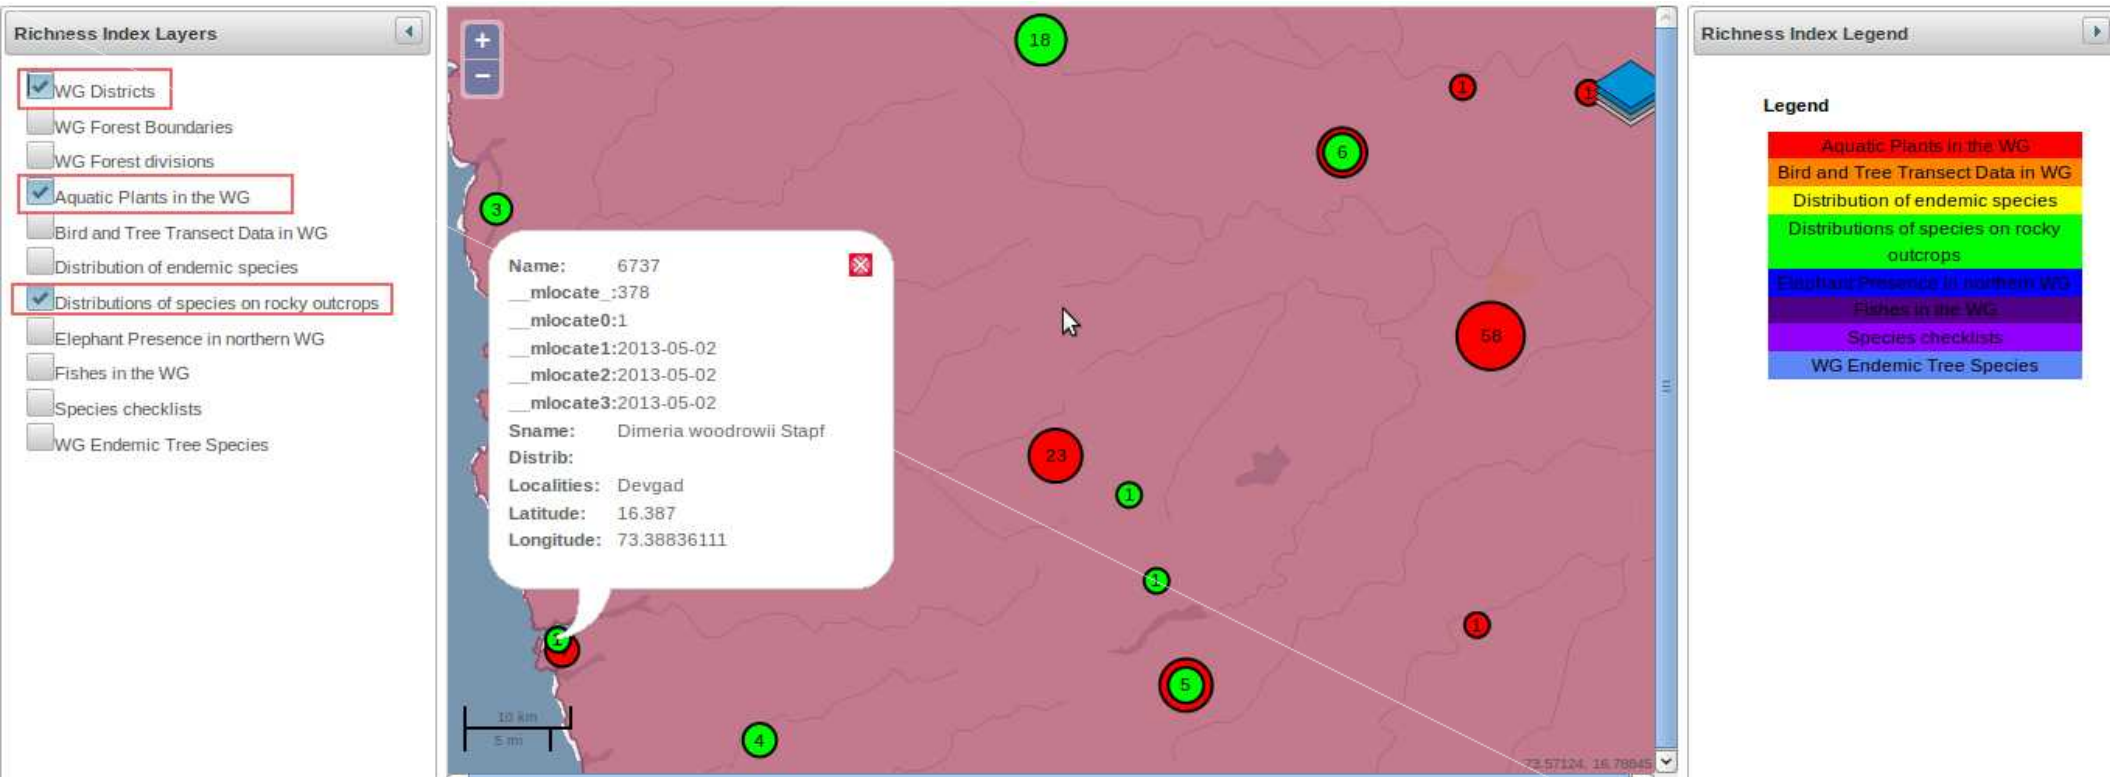 Richness Index Layers
WG Districts
WG Forest Boundaries
WG Forest divisions
Aquatic Plants in the WG
Bird and Tree Transect Data in WG
Distribution of endemic species
Distributions of species on rocky outcrops
Elephant Presence in northern WG
Fishes in the WG
Species checklists
WG Endemic Tree Species
+
−
18
1
1
6
3
Name: 6737
__mlocate_:378
__mlocate0:1
__mlocate1:2013-05-02
__mlocate2:2013-05-02
__mlocate3:2013-05-02
Sname: Dimeria woodrowii Stapf
Distrib:
Localities: Devgad
Latitude: 16.387
Longitude: 73.38836111
58
23
1
1
1
1
5
4
10 km
5 mi
73.57124, 16.78845
Richness Index Legend
Legend
Aquatic Plants in the WG
Bird and Tree Transect Data in WG
Distribution of endemic species
Distributions of species on rocky
outcrops
Elephant Presence in northern WG
Fishes in the WG
Species checklists
WG Endemic Tree Species